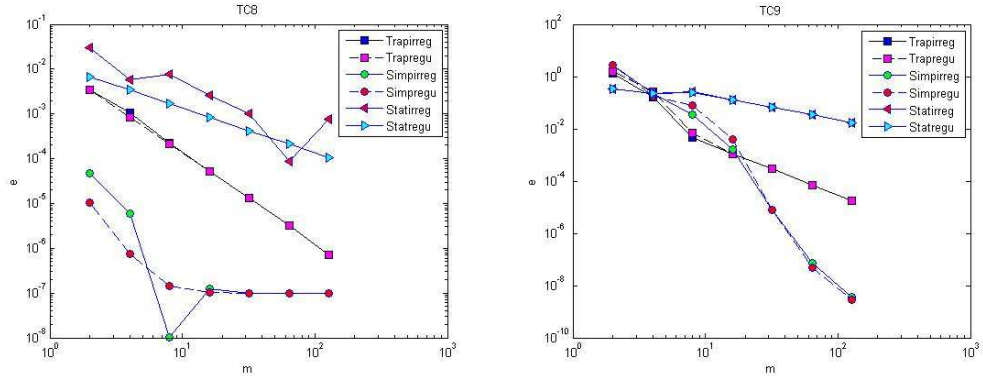 TC8
10^-1
10^-2
10^-3
10^-4
10^-5
10^-6
10^-7
10^-8
e
10^0
10^1
10^2
10^3
m
Trapirreg
Trapregu
Simpirreg
Simpregu
Statirreg
Statregu
TC9
10^2
10^0
10^-2
10^-4
10^-6
10^-8
10^-10
e
10^0
10^1
10^2
10^3
m
Trapirreg
Trapregu
Simpirreg
Simpregu
Statirreg
Statregu